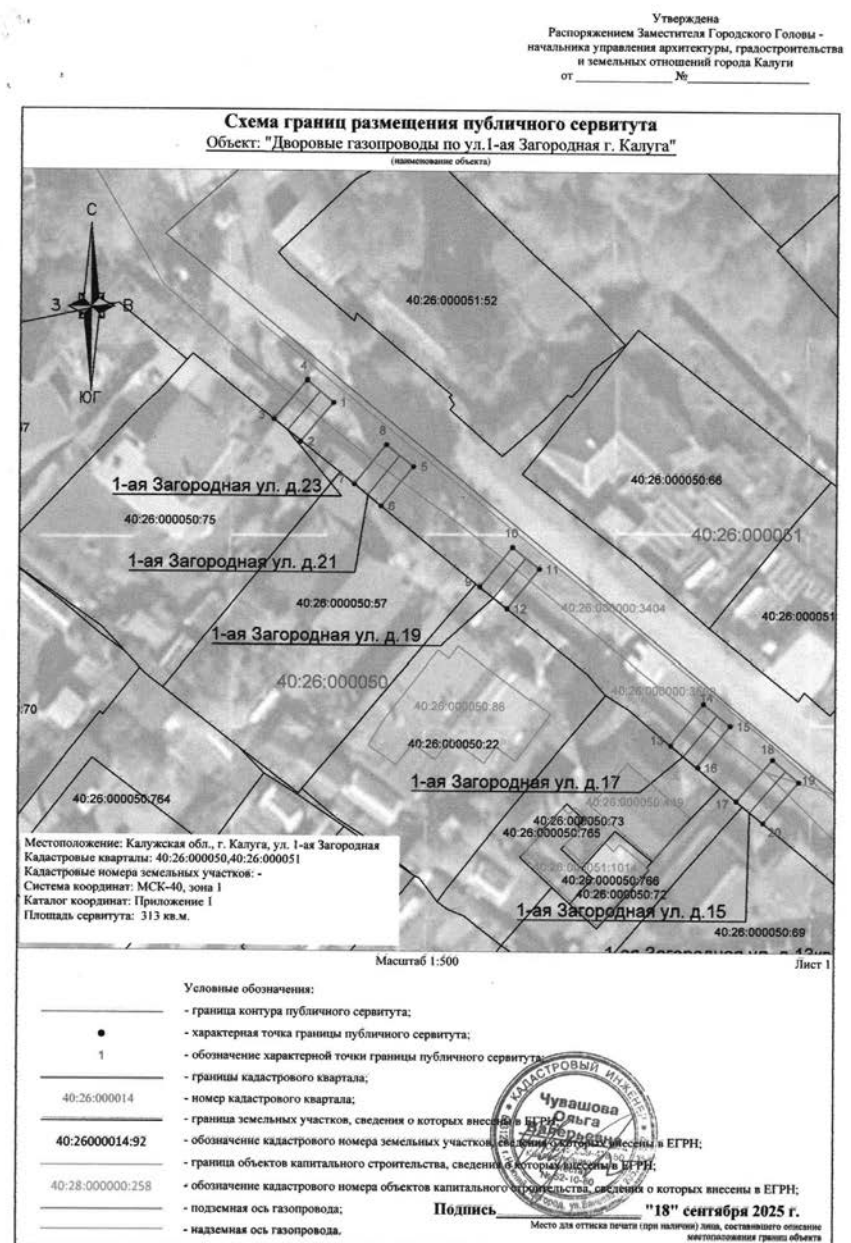 Утверждена
Распоряжением Заместителя Городского Головы -
начальника управления архитектуры, градостроительства
и земельных отношений города Калуги
от ____________ №____________
Схема границ размещения публичного сервитута
Объект: "Дворовые газопроводы по ул.1-ая Загородная г. Калуга"
(наименование объекта)
С
З В
ЮГ
40:26:000051:52
4
1
3
2
8
5
7
6
40:26:000050:66
1-ая Загородная ул. д.23
40:26:000050:75
40:26:000051
10
1-ая Загородная ул. д.21
11
9
40:26:000050:57
12
40:26:000000:3404
40:26:000051
1-ая Загородная ул. д.19
40:26:000050
14
:70
40:26:000050:86
15
13
40:26:000050:22
16
18
1-ая Загородная ул. д.17
19
40:26:000050:764
17
40:26:000050:73
20
40:26:000050:765
40:26:000050:766
40:26:000050:72
1-ая Загородная ул. д.15
40:26:000050:69
Местоположение: Калужская обл., г. Калуга, ул. 1-ая Загородная
Кадастровые кварталы: 40:26:000050,40:26:000051
Кадастровые номера земельных участков: -
Система координат: МСК-40, зона 1
Каталог координат: Приложение 1
Площадь сервитута: 313 кв.м.
Масштаб 1:500
Лист 1
Условные обозначения:
- граница контура публичного сервитута;
- характерная точка границы публичного сервитута;
1 - обозначение характерной точки границы публичного сервитута;
- границы кадастрового квартала;
40:26:000014 - номер кадастрового квартала;
- граница земельных участков, сведения о которых внесены в ЕГРН;
40:26000014:92 - обозначение кадастрового номера земельных участков, сведения о которых внесены в ЕГРН;
- граница объектов капитального строительства, сведения о которых внесены в ЕГРН;
40:28:000000:258 - обозначение кадастрового номера объектов капитального строительства, сведения о которых внесены в ЕГРН;
- подземная ось газопровода;
- надземная ось газопровода.
КАДАСТРОВЫЙ ИНЖЕНЕР
Чувашова
Ольга
Валерьевна
Подпись____________ "18" сентября 2025 г.
Место для оттиска печати (при наличии) лица, составившего описание
местоположения границ объекта